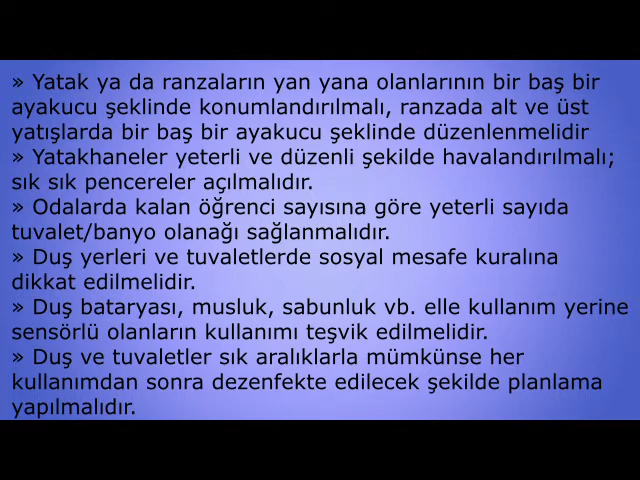 » Yatak ya da ranzaların yan yana olanlarının bir baş bir
ayakucu şeklinde konumlandırılmalı, ranzada alt ve üst
yatışlarda bir baş bir ayakucu şeklinde düzenlenmelidir
» Yatakhaneler yeterli ve düzenli şekilde havalandırılmalı;
sık sık pencereler açılmalıdır.
» Odalarda kalan öğrenci sayısına göre yeterli sayıda
tuvalet/banyo olanağı sağlanmalıdır.
» Duş yerleri ve tuvaletlerde sosyal mesafe kuralına
dikkat edilmelidir.
» Duş bataryası, musluk, sabunluk vb. elle kullanım yerine
sensörlü olanların kullanımı teşvik edilmelidir.
» Duş ve tuvaletler sık aralıklarla mümkünse her
kullanımdan sonra dezenfekte edilecek şekilde planlama
yapılmalıdır.